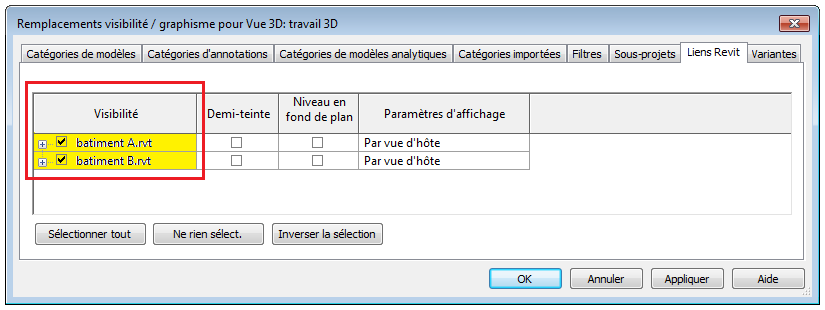 Remplacements visibilité / graphisme pour Vue 3D: travail 3D
Catégories de modèles Catégories d'annotations Catégories de modèles analytiques Catégories importées Filtres Sous-projets Liens Revit Variantes
Visibilité Demi-teinte Niveau en fond de plan Paramètres d'affichage
batiment A.rvt Par vue d'hôte
batiment B.rvt Par vue d'hôte
Sélectionner tout Ne rien sélect. Inverser la sélection
OK Annuler Appliquer Aide